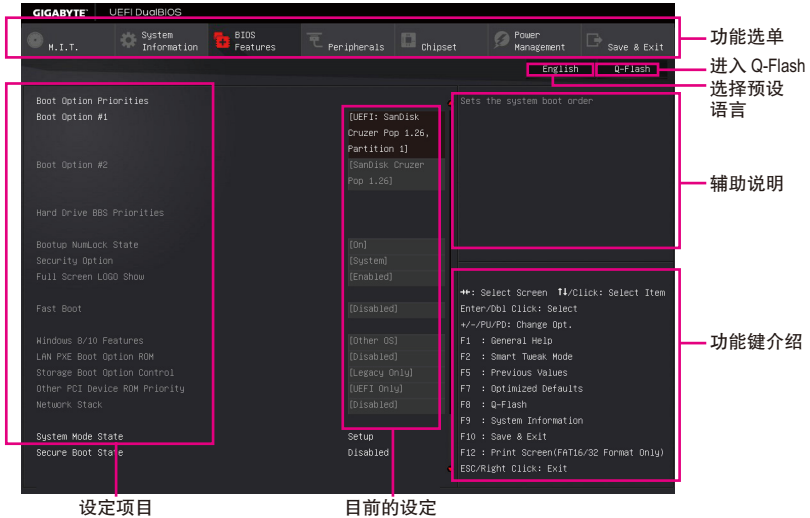 GIGABYTE™ UEFI DualBIOS
M.I.T.
System Information
BIOS Features
Peripherals
Chipset
Power Management
Save & Exit
功能选单
English
Q-Flash
进入 Q-Flash
选择预设
语言
Boot Option Priorities
Boot Option #1 [UEFI: SanDisk
Cruzer Pop 1.26,
Partition 1]
Boot Option #2 [SanDisk Cruzer
Pop 1.26]
Hard Drive BBS Priorities
Bootup NumLock State [On]
Security Option [System]
Full Screen LOGO Show [Enabled]
Fast Boot [Disabled]
Windows 8/10 Features [Other OS]
LAN PXE Boot Option ROM [Disabled]
Storage Boot Option Control [Legacy Only]
Other PCI Device ROM Priority [UEFI Only]
Network Stack [Disabled]
System Mode State Setup
Secure Boot State Disabled
Sets the system boot order
辅助说明
→←: Select Screen ↑↓/Click: Select Item
Enter/Dbl Click: Select
+/-/PU/PD: Change Opt.
F1 : General Help
F2 : Smart Tweak Mode
F5 : Previous Values
F7 : Optimized Defaults
F8 : Q-Flash
F9 : System Information
F10 : Save & Exit
F12 : Print Screen(FAT16/32 Format Only)
ESC/Right Click: Exit
功能键介绍
设定项目
目前的设定